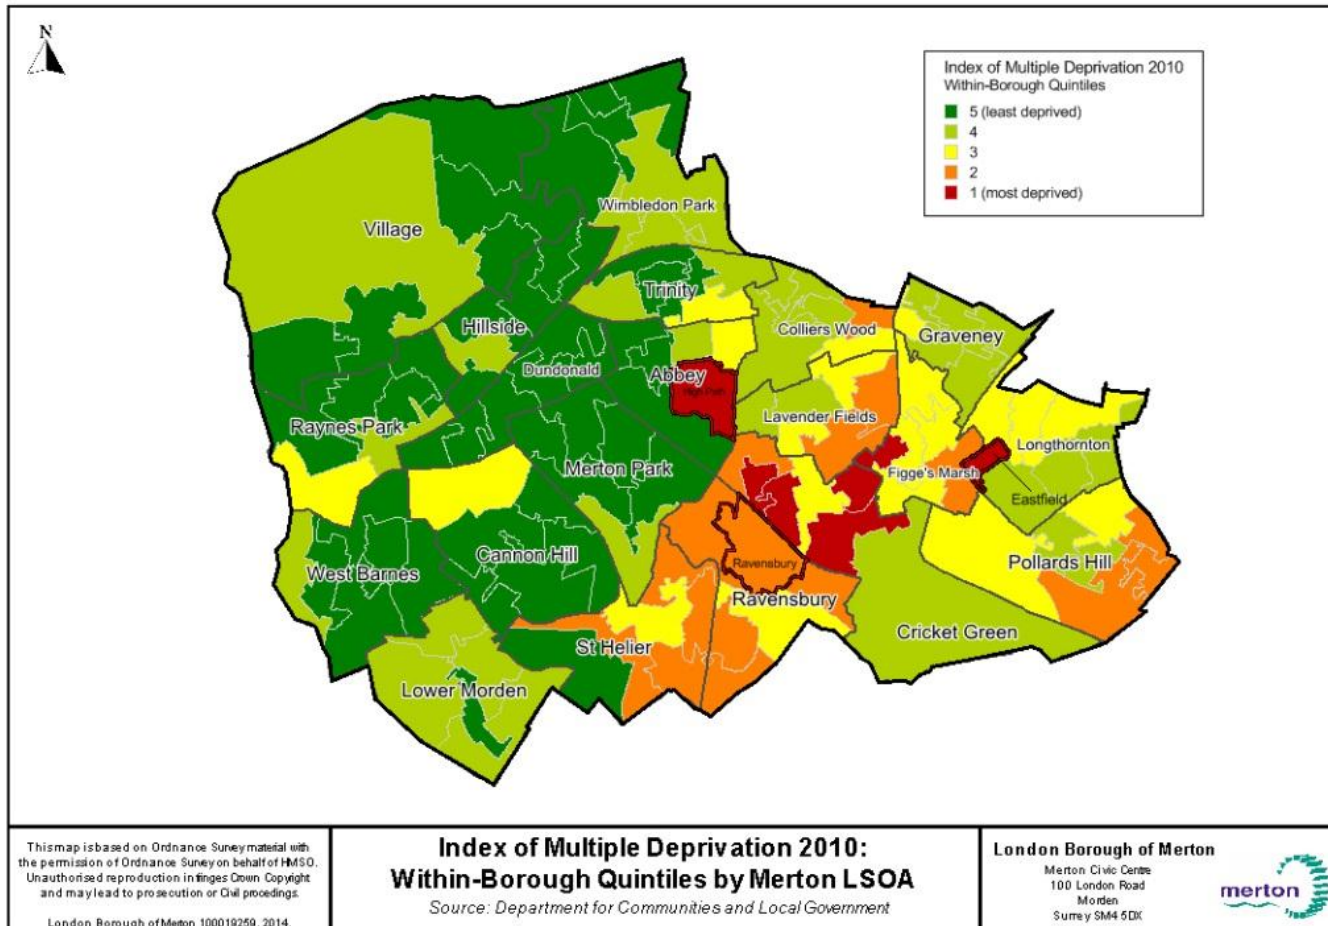 N
Index of Multiple Deprivation 2010
Within-Borough Quintiles
5 (least deprived)
4
3
2
1 (most deprived)
Wimbledon Park
Village
Trinity
Hillside
Colliers Wood
Graveney
Dundonald
Abbey
High Path
Raynes Park
Lavender Fields
Longthornton
Merton Park
Figge's Marsh
Eastfield
Cannon Hill
West Barnes
Ravensbury
Pollards Hill
Ravensbury
Cricket Green
St Helier
Lower Morden
This map is based on Ordnance Survey material with
the permission of Ordnance Survey on behalf of HMSO.
Unauthorised reproduction infringes Crown Copyright
and may lead to prosecution or Civil procedings.
London Borough of Merton 100019259. 2014.
Index of Multiple Deprivation 2010:
Within-Borough Quintiles by Merton LSOA
Source: Department for Communities and Local Government
London Borough of Merton
Merton Civic Centre
100 London Road
Morden
Surrey SM4 5DX
merton